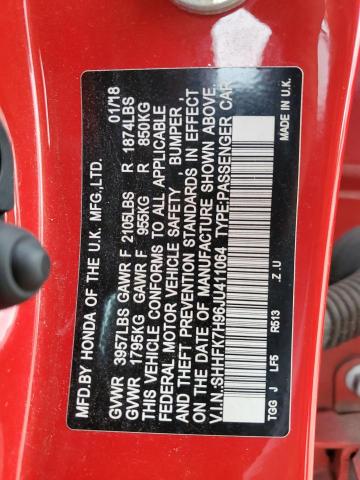 MFD.BY HONDA OF THE U.K. MFG.,LTD. 01/18
GVWR 3957LBS GAWR F 2105LBS R 1874LBS
GVWR 1795KG GAWR F 955KG R 850KG
THIS VEHICLE CONFORMS TO ALL APPLICABLE
FEDERAL MOTOR VEHICLE SAFETY, BUMPER,
AND THEFT PREVENTION STANDARDS IN EFFECT
ON THE DATE OF MANUFACTURE SHOWN ABOVE.
V.I.N.:SHHFK7H96JU411064 TYPE:PASSENGER CAR
TGG J LF5 R513 .Z U
MADE IN U.K.